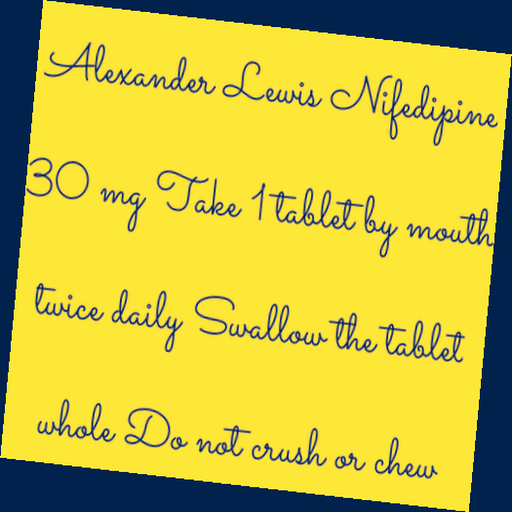 Alexander Lewis Nifedipine
30 mg Take 1 tablet by mouth
twice daily Swallow the tablet
whole Do not crush or chew